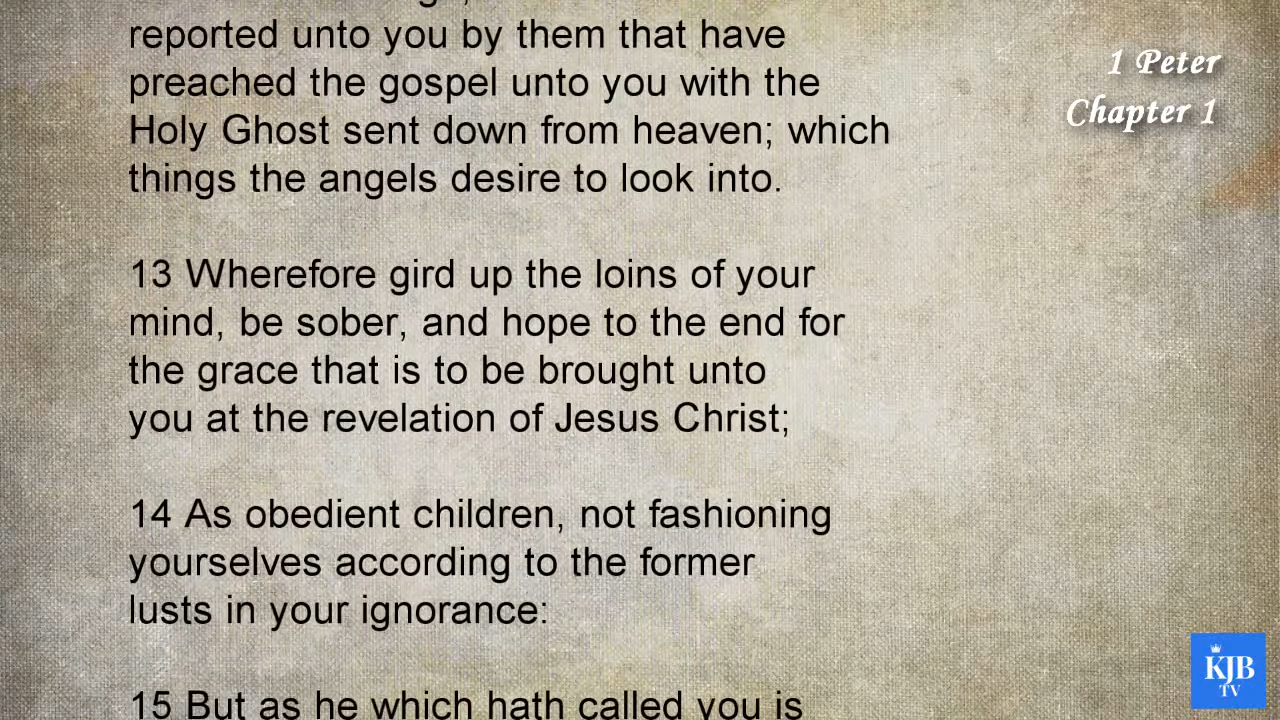 reported unto you by them that have
preached the gospel unto you with the
Holy Ghost sent down from heaven; which
things the angels desire to look into.
13 Wherefore gird up the loins of your
mind, be sober, and hope to the end for
the grace that is to be brought unto
you at the revelation of Jesus Christ;
14 As obedient children, not fashioning
yourselves according to the former
lusts in your ignorance:
15 But as he which hath called you is
1 Peter
Chapter 1
KJB
TV